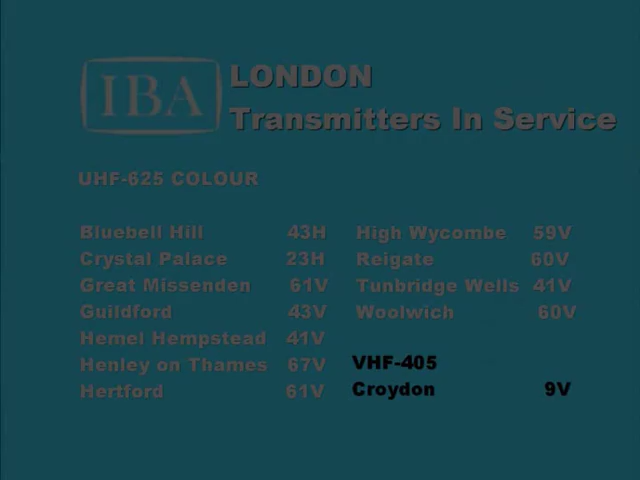 IBA
LONDON
Transmitters In Service
UHF-625 COLOUR
Bluebell Hill 43H
Crystal Palace 23H
Great Missenden 61V
Guildford 43V
Hemel Hempstead 41V
Henley on Thames 67V
Hertford 61V
High Wycombe 59V
Reigate 60V
Tunbridge Wells 41V
Woolwich 60V
VHF-405
Croydon 9V